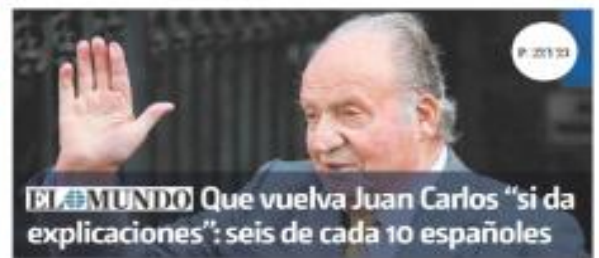 EL MUNDO Que vuelva Juan Carlos “si da
explicaciones”: seis de cada 10 españoles